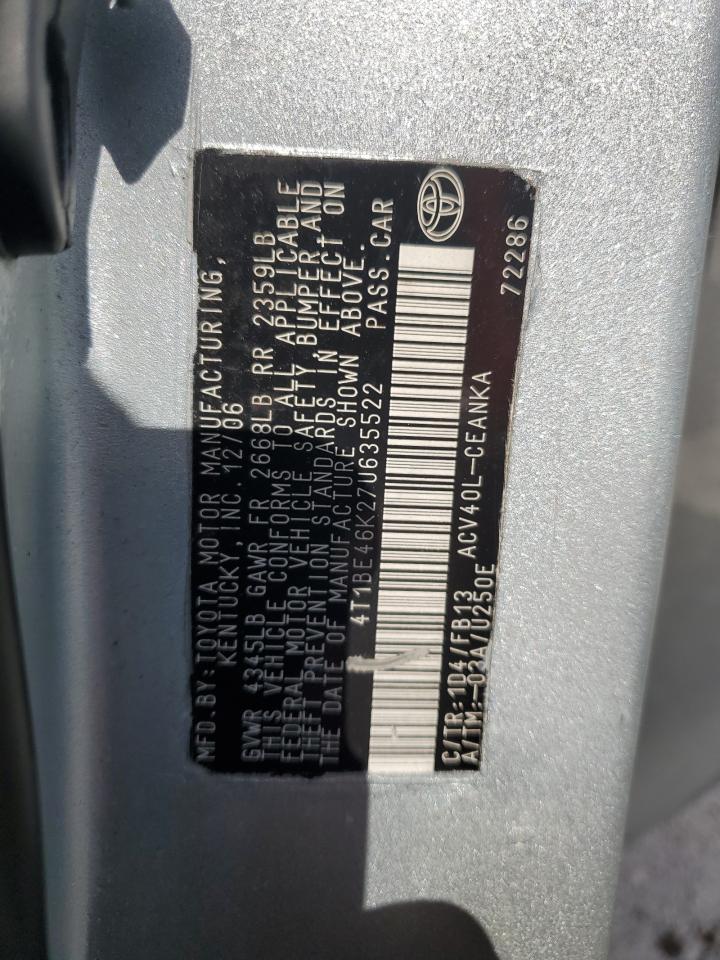 MFD.BY:TOYOTA MOTOR MANUFACTURING,
KENTUCKY, INC. 12/06
GVWR 4345LB GAWR FR 2668LB RR 2359LB
THIS VEHICLE CONFORMS TO ALL APPLICABLE
FEDERAL MOTOR VEHICLE SAFETY, BUMPER, AND
THEFT PREVENTION STANDARDS IN EFFECT ON
THE DATE OF MANUFACTURE SHOWN ABOVE.
4T1BE46K27U635522 PASS.CAR
C/TR:1D4/FB13 ACV40L-CEANKA
A/TM:-03A/U250E 72286